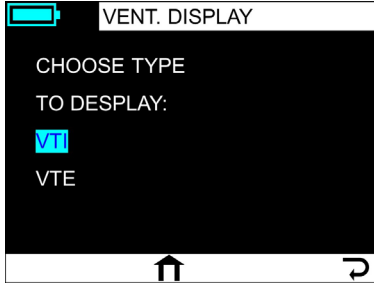 VENT. DISPLAY
CHOOSE TYPE
TO DESPLAY:
VTI
VTE